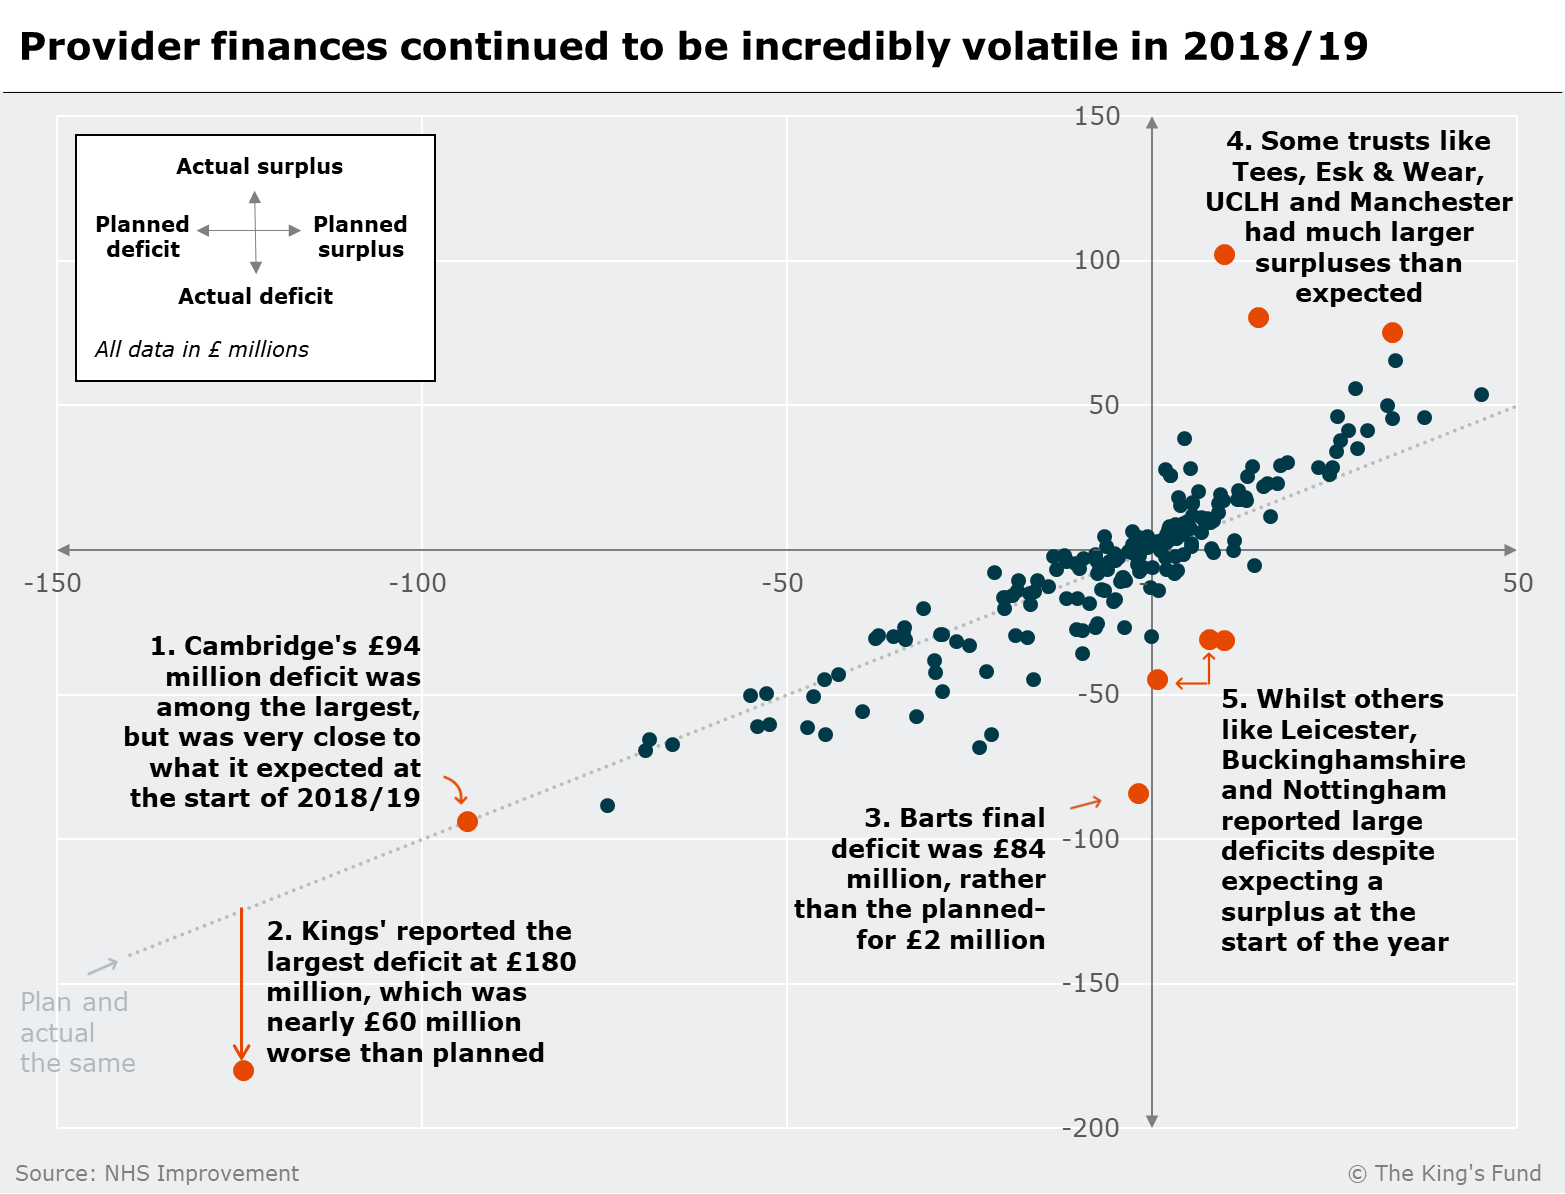 Provider finances continued to be incredibly volatile in 2018/19
Actual surplus
Planned
deficit
Planned
surplus
Actual deficit
All data in £ millions
150
100
50
-50
-100
-150
-200
-150
-100
-50
-
50
4. Some trusts like
Tees, Esk & Wear,
UCLH and Manchester
had much larger
surpluses than
expected
1. Cambridge's £94
million deficit was
among the largest,
but was very close to
what it expected at
the start of 2018/19
2. Kings' reported the
largest deficit at £180
million, which was
nearly £60 million
worse than planned
3. Barts final
deficit was £84
million, rather
than the planned-
for £2 million
5. Whilst others
like Leicester,
Buckinghamshire
and Nottingham
reported large
deficits despite
expecting a
surplus at the
start of the year
Plan and
actual
the same
Source: NHS Improvement
© The King's Fund